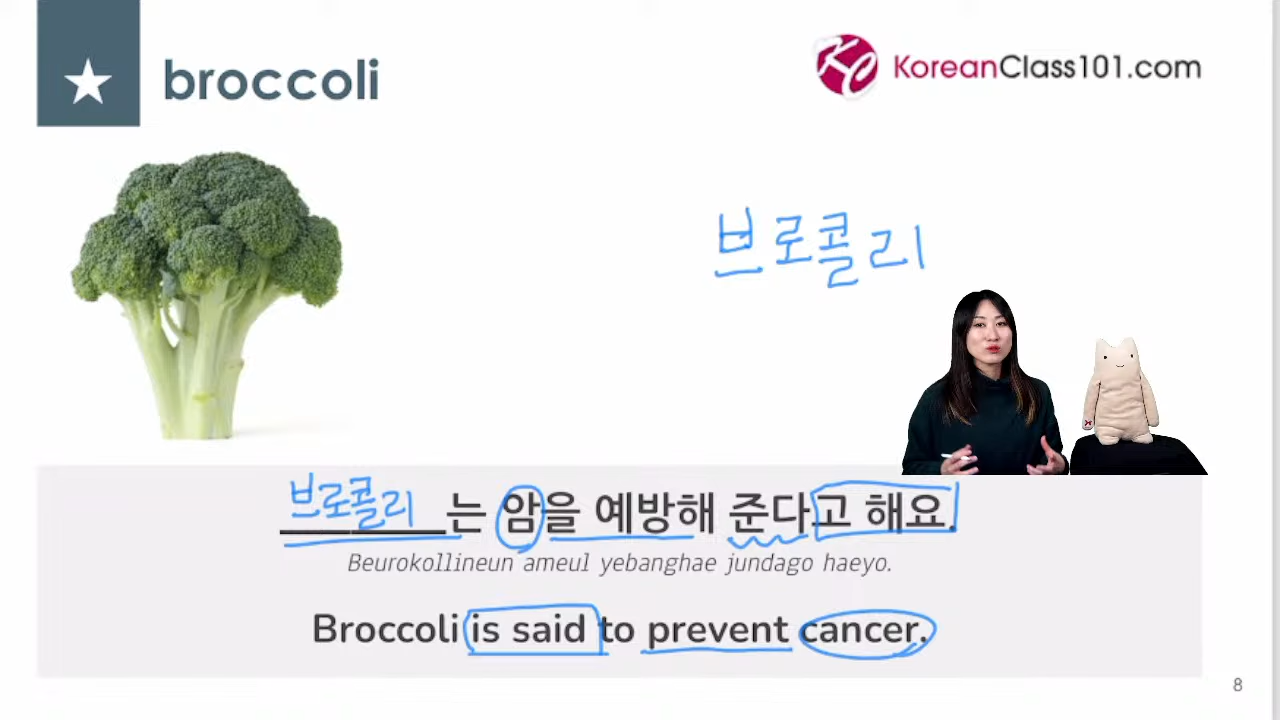 broccoli
KoreanClass101.com
브로콜리
브로콜리는 암을 예방해 준다고 해요.
Beurokollineun ameul yebanghae jundago haeyo.
Broccoli is said to prevent cancer.
8